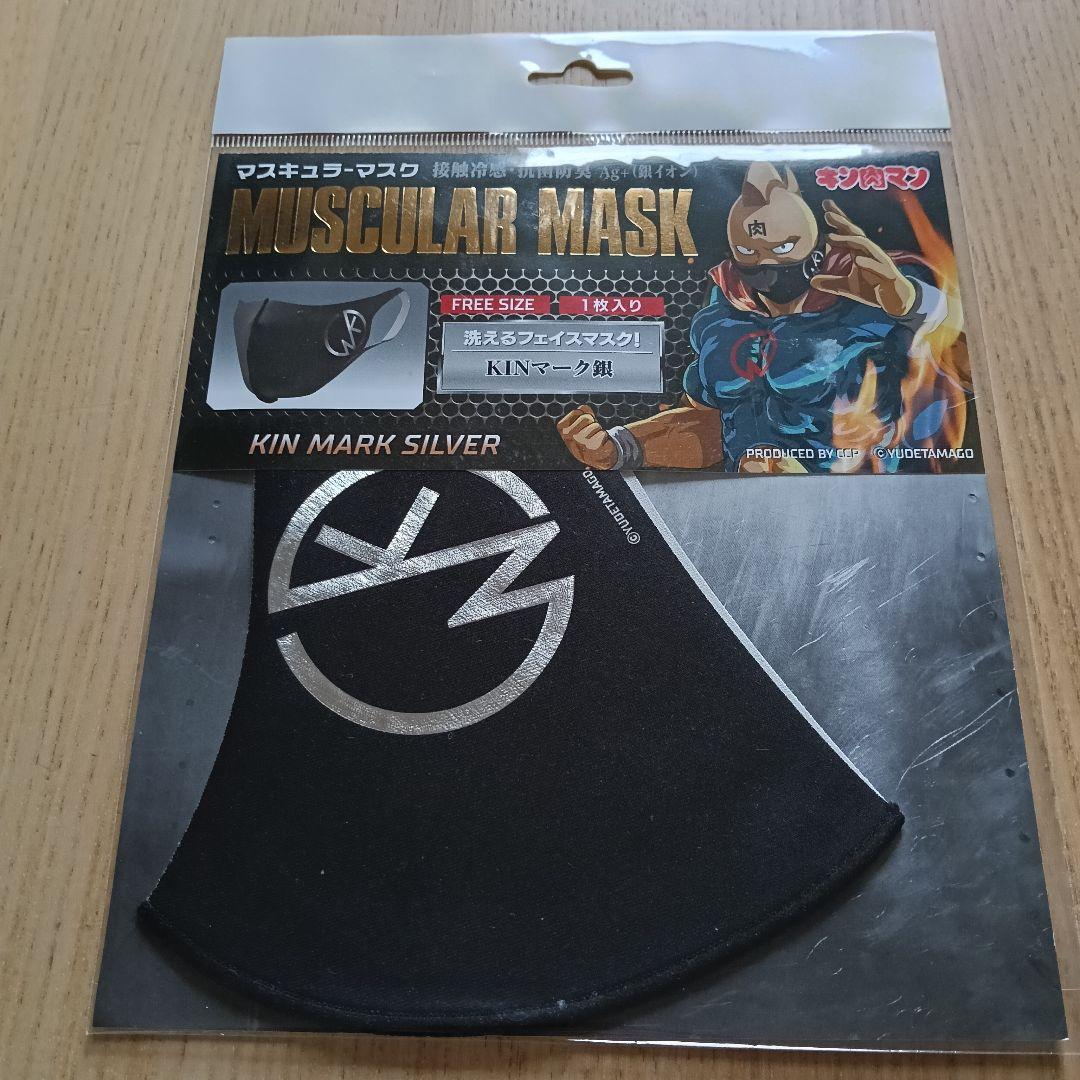 マスキュラーマスク 接触冷感・抗菌防臭 Ag+(銀イオン)
キン肉マン
MUSCULAR MASK
肉
FREE SIZE 1枚入り
洗えるフェイスマスク!
KINマーク銀
KIN MARK SILVER
PRODUCED BY CCP ©YUDETAMAGO
©YUDETAMAGO